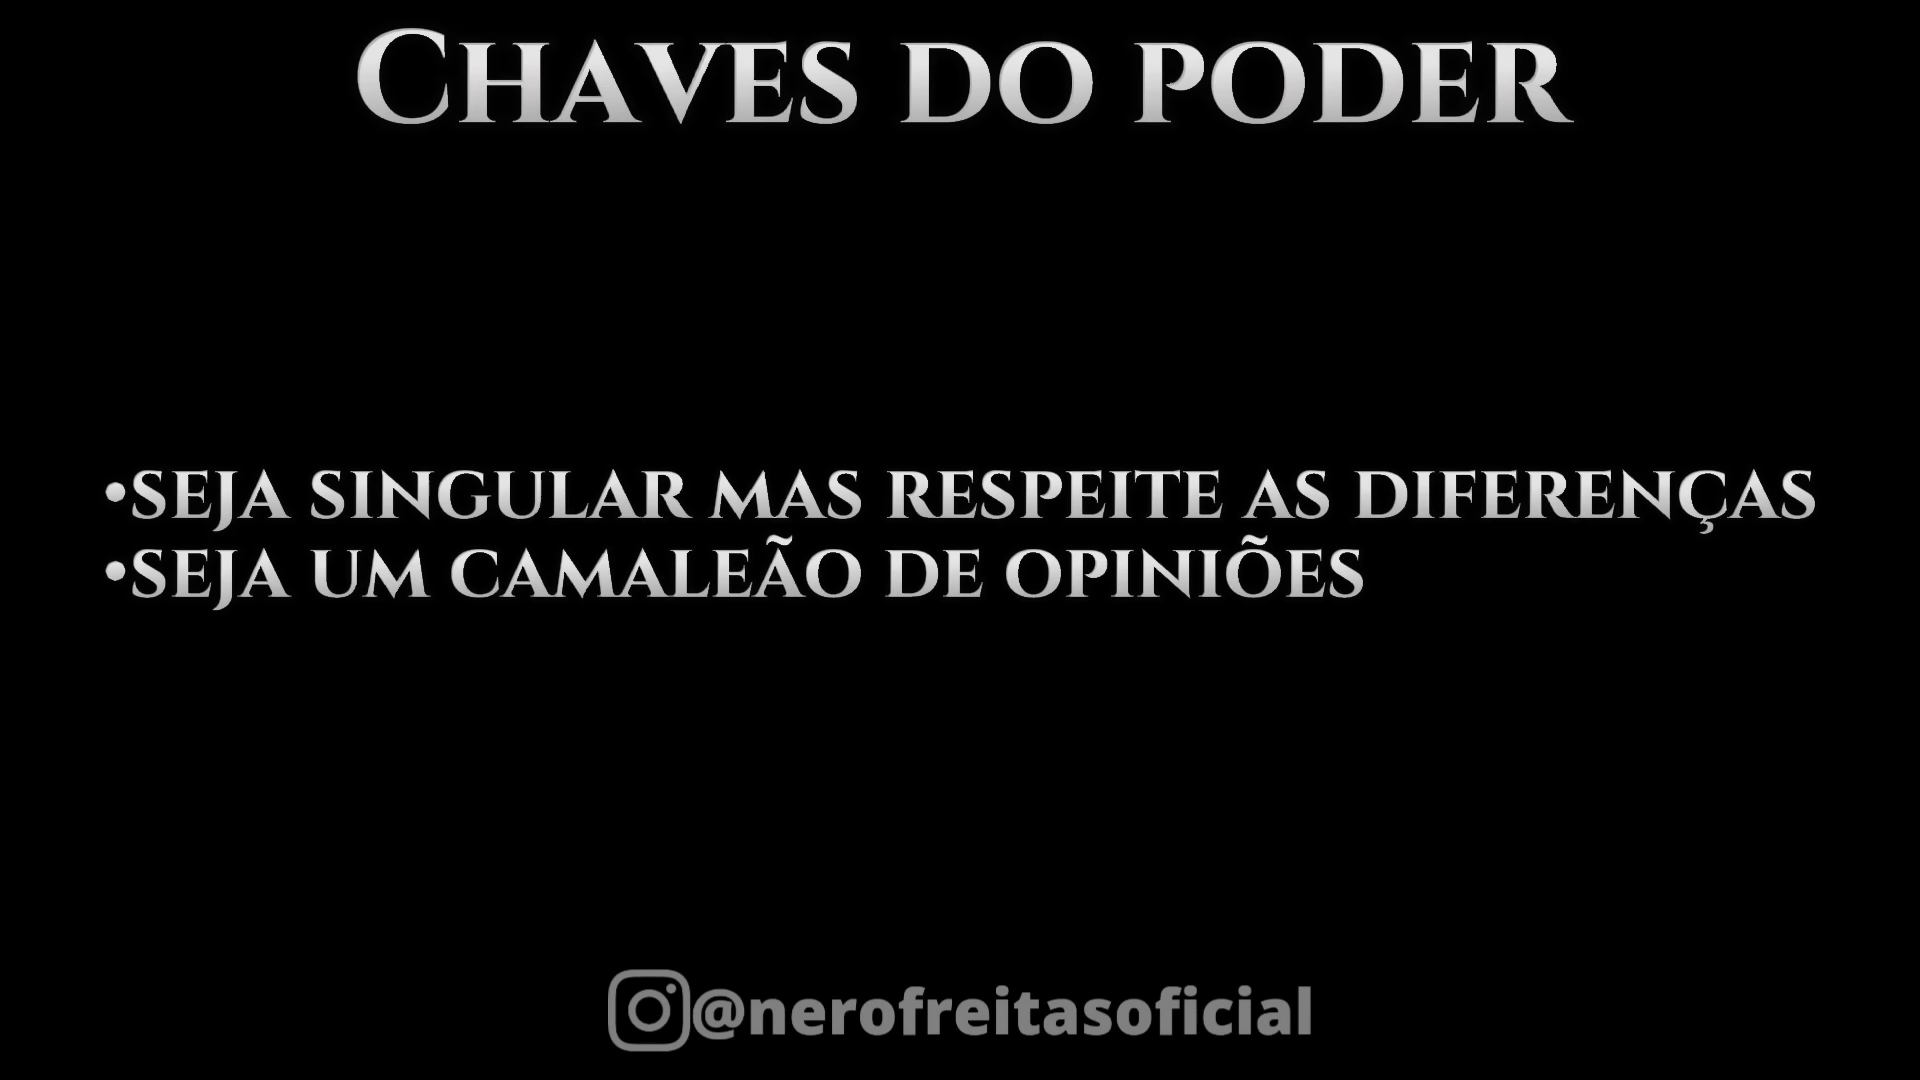 Chaves do poder
•seja singular mas respeite as diferenças
•seja um camaleão de opiniões
@nerofreitasoficial